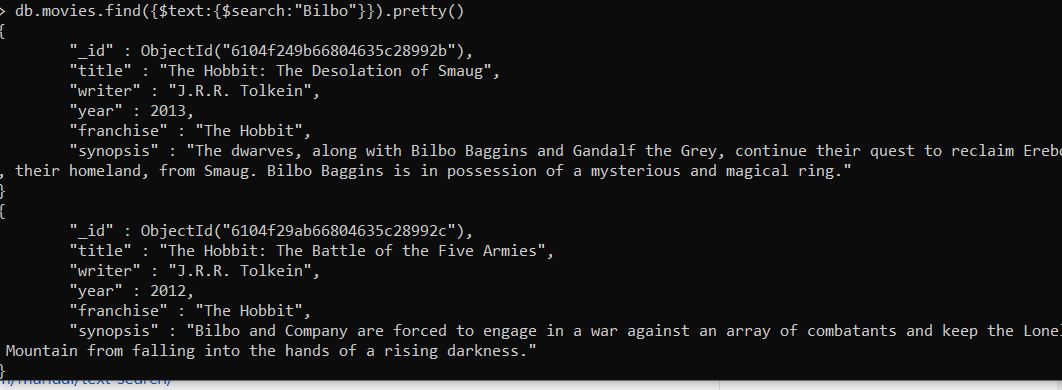 > db.movies.find({$text:{$search:"Bilbo"}}).pretty()
{
"_id" : ObjectId("6104f249b66804635c28992b"),
"title" : "The Hobbit: The Desolation of Smaug",
"writer" : "J.R.R. Tolkein",
"year" : 2013,
"franchise" : "The Hobbit",
"synopsis" : "The dwarves, along with Bilbo Baggins and Gandalf the Grey, continue their quest to reclaim Erebo
, their homeland, from Smaug. Bilbo Baggins is in possession of a mysterious and magical ring."
}
{
"_id" : ObjectId("6104f29ab66804635c28992c"),
"title" : "The Hobbit: The Battle of the Five Armies",
"writer" : "J.R.R. Tolkein",
"year" : 2012,
"franchise" : "The Hobbit",
"synopsis" : "Bilbo and Company are forced to engage in a war against an array of combatants and keep the Lonel
Mountain from falling into the hands of a rising darkness."
}